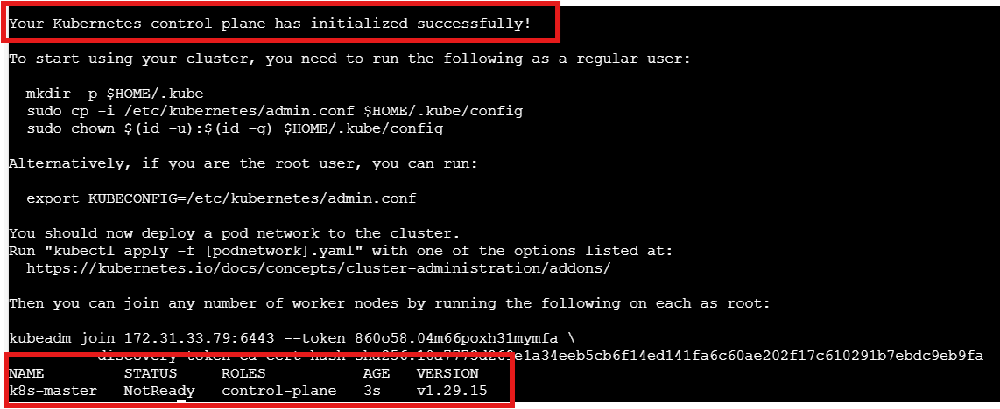 Your Kubernetes control-plane has initialized successfully!
To start using your cluster, you need to run the following as a regular user:
mkdir -p $HOME/.kube
sudo cp -i /etc/kubernetes/admin.conf $HOME/.kube/config
sudo chown $(id -u):$(id -g) $HOME/.kube/config
Alternatively, if you are the root user, you can run:
export KUBECONFIG=/etc/kubernetes/admin.conf
You should now deploy a pod network to the cluster.
Run "kubectl apply -f [podnetwork].yaml" with one of the options listed at:
https://kubernetes.io/docs/concepts/cluster-administration/addons/
Then you can join any number of worker nodes by running the following on each as root:
kubeadm join 172.31.33.79:6443 --token 860o58.04m66poxh31mymfa \
discovery-token-ca-cert-hash
NAME STATUS ROLES AGE VERSION
k8s-master NotReady control-plane 3s v1.29.15